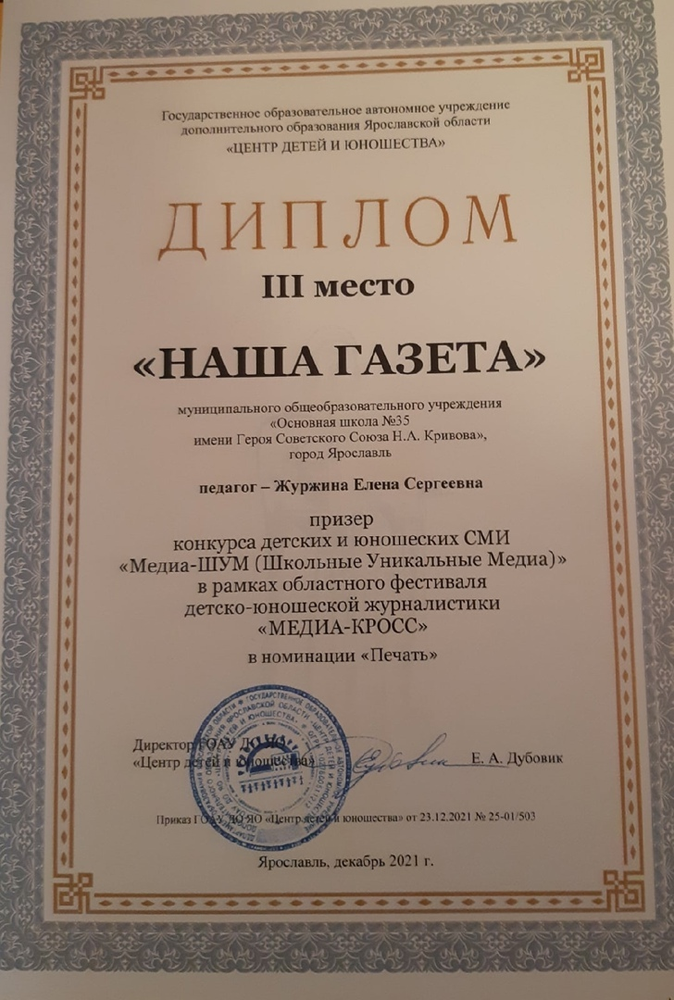 Государственное образовательное автономное учреждение
дополнительного образования Ярославской области
«ЦЕНТР ДЕТЕЙ И ЮНОШЕСТВА»
ДИПЛОМ
III место
«НАША ГАЗЕТА»
муниципального общеобразовательного учреждения
«Основная школа №35
имени Героя Советского Союза Н.А. Кривова»,
город Ярославль
педагог – Журжина Елена Сергеевна
призер
конкурса детских и юношеских СМИ
«Медиа-ШУМ (Школьные Уникальные Медиа)»
в рамках областного фестиваля
детско-юношеской журналистики
«МЕДИА-КРОСС»
в номинации «Печать»
Директор ГОАУ ДО ЯО
«Центр детей и юношества»
Е. А. Дубовик
Приказ ГОАУ ДО ЯО «Центр детей и юношества» от 23.12.2021 № 25-01/503
Ярославль, декабрь 2021 г.